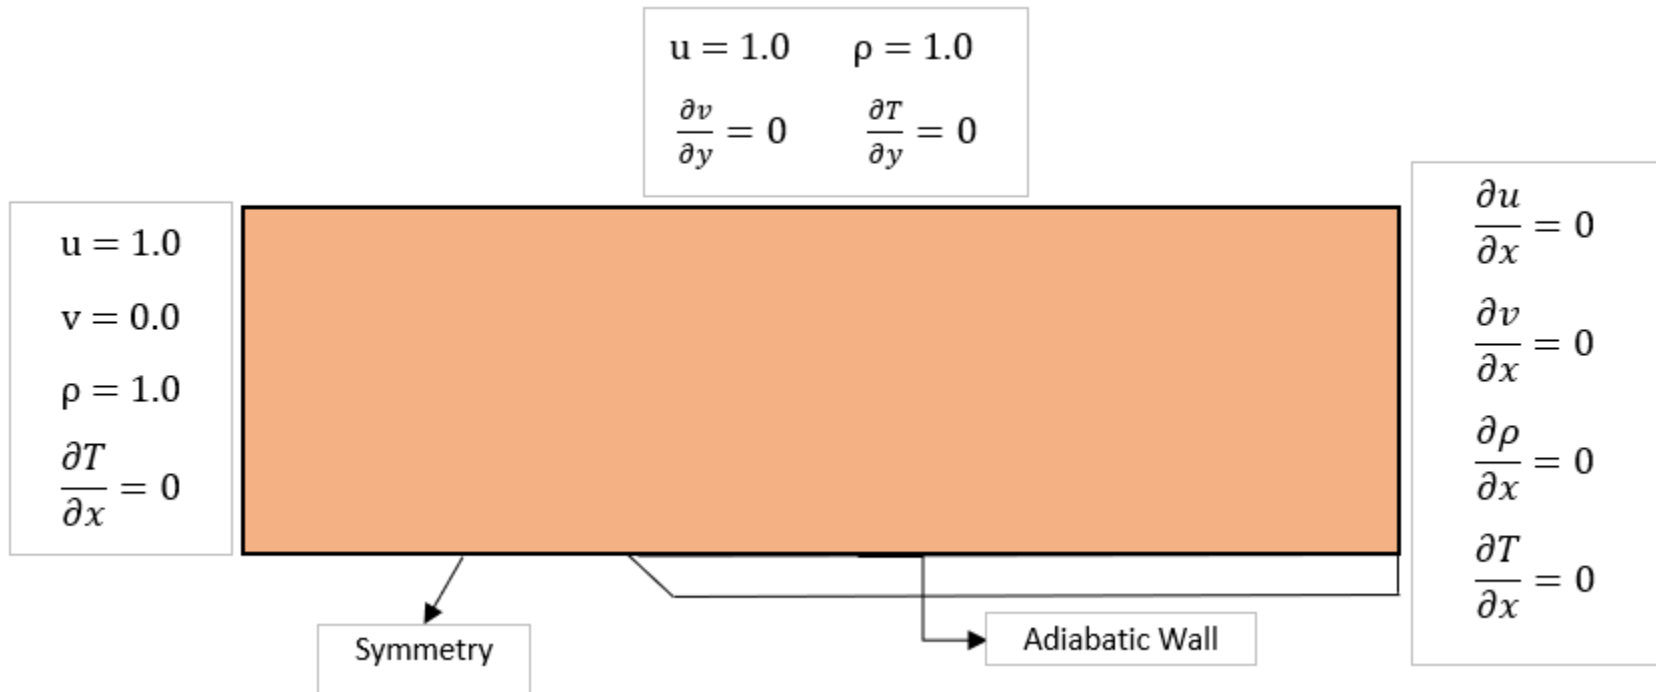 u = 1.0 ρ = 1.0
∂v/∂y = 0 ∂T/∂y = 0
u = 1.0
v = 0.0
ρ = 1.0
∂T/∂x = 0
∂u/∂x = 0
∂v/∂x = 0
∂ρ/∂x = 0
∂T/∂x = 0
Symmetry
Adiabatic Wall